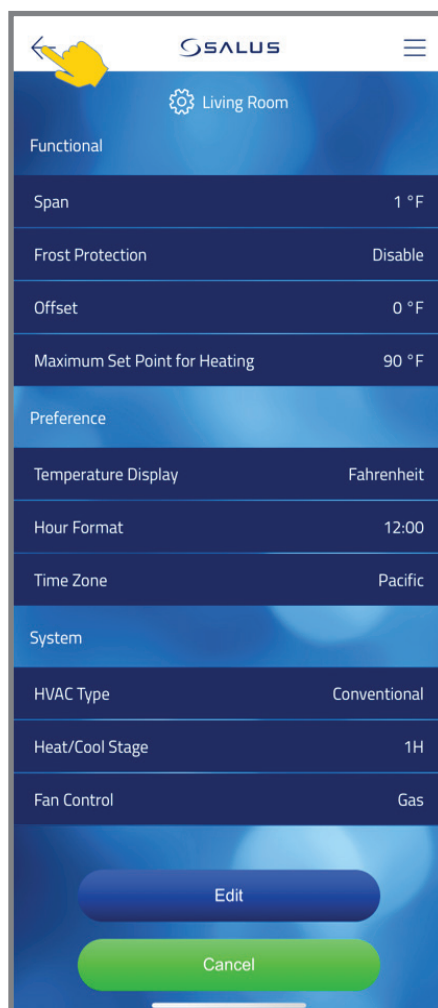 SALUS
Living Room
Functional
Span 1 °F
Frost Protection Disable
Offset 0 °F
Maximum Set Point for Heating 90 °F
Preference
Temperature Display Fahrenheit
Hour Format 12:00
Time Zone Pacific
System
HVAC Type Conventional
Heat/Cool Stage 1H
Fan Control Gas
Edit
Cancel